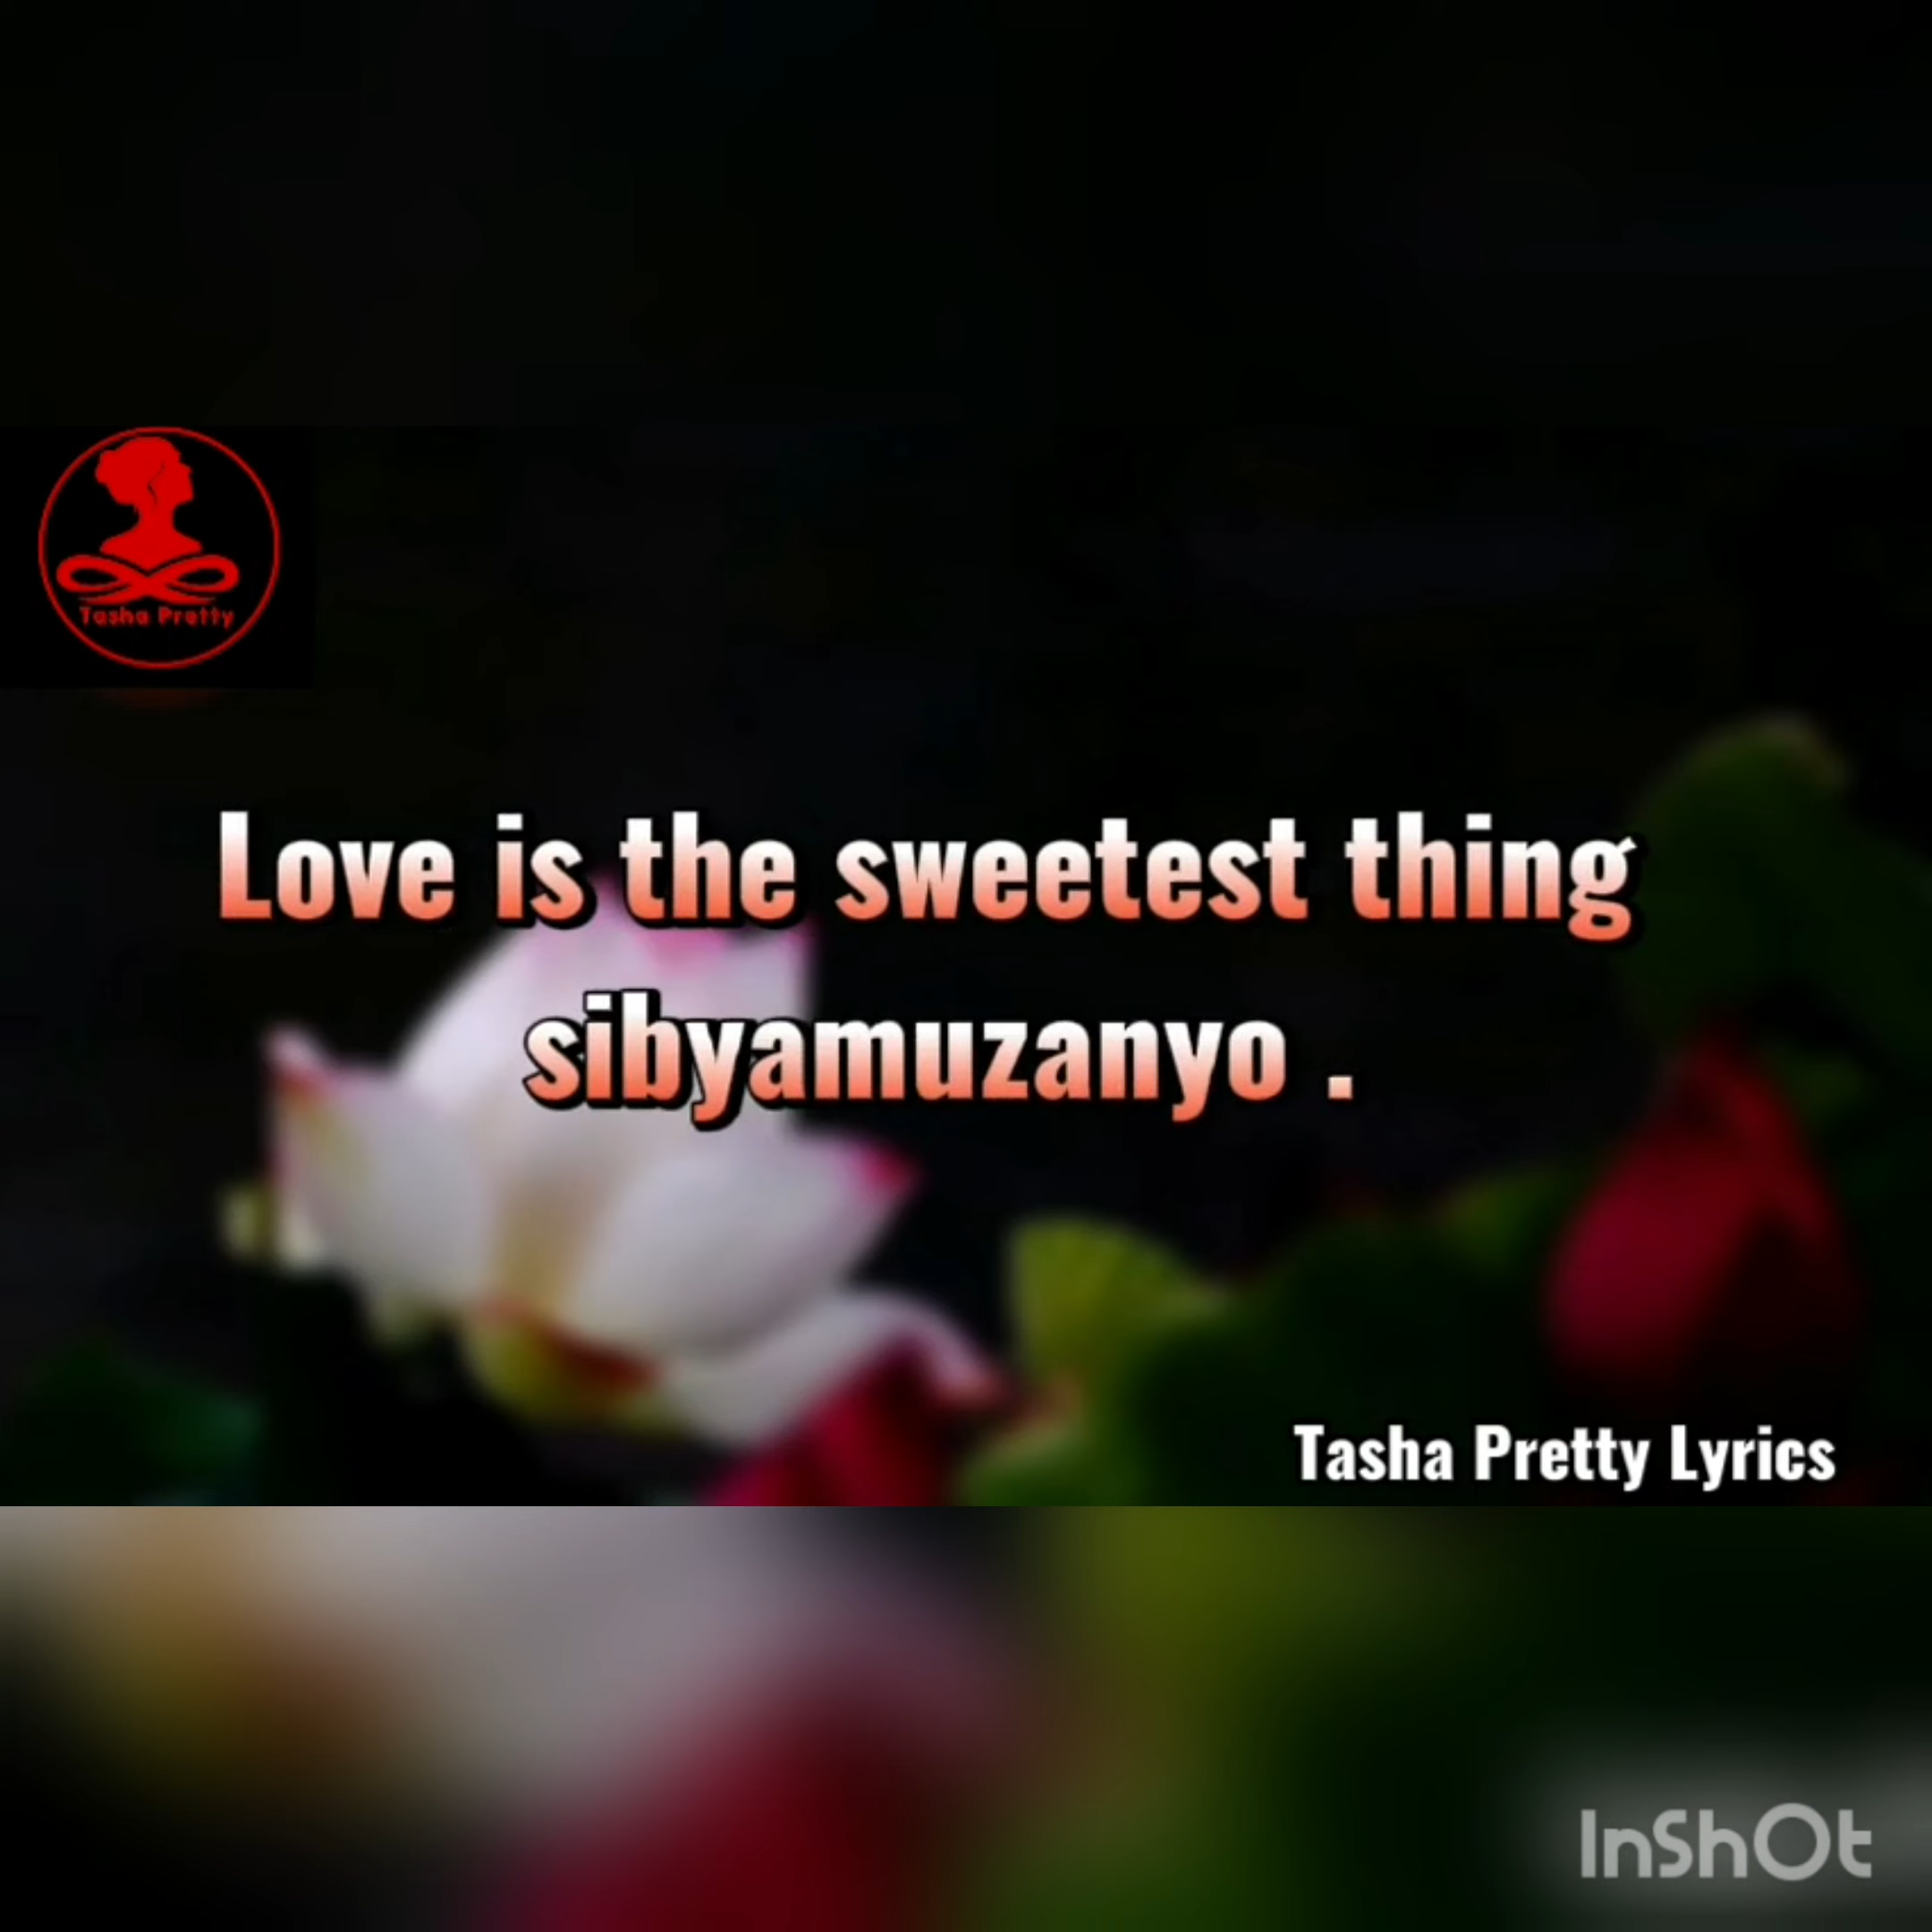 Tasha Pretty
Love is the sweetest thing
sibyamuzanyo .
Tasha Pretty Lyrics
InShOt